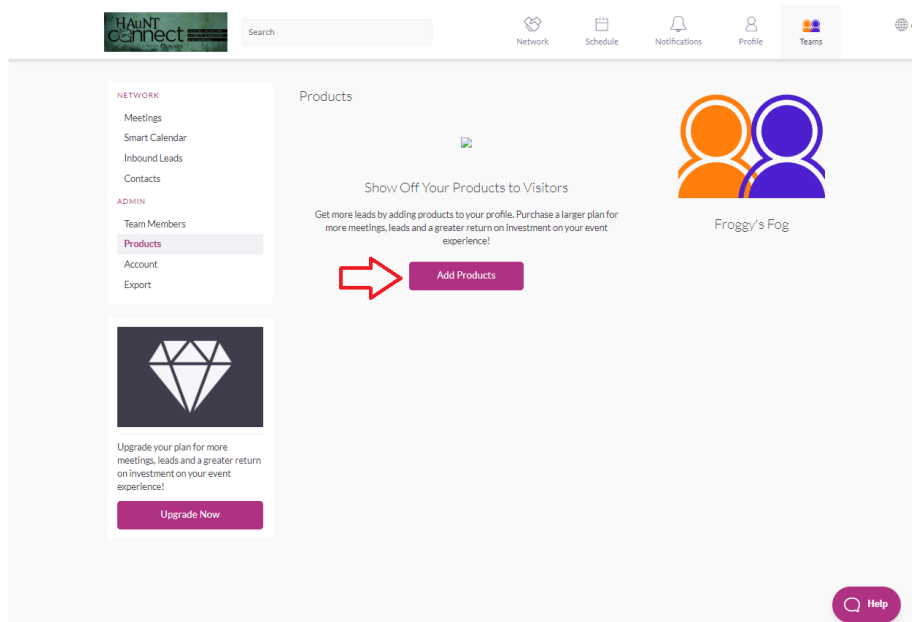 HAuNT
connect
Search
Network
Schedule
Notifications
Profile
Teams
NETWORK
Meetings
Smart Calendar
Inbound Leads
Contacts
ADMIN
Team Members
Products
Account
Export
Products
Show Off Your Products to Visitors
Get more leads by adding products to your profile. Purchase a larger plan for
more meetings, leads and a greater return on investment on your event
experience!
Add Products
Froggy's Fog
Upgrade your plan for more
meetings, leads and a greater return
on investment on your event
experience!
Upgrade Now
Help